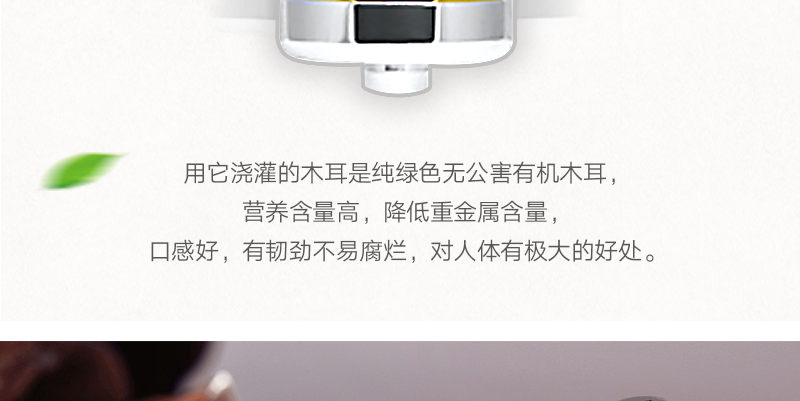 用它浇灌的木耳是纯绿色无公害有机木耳，
营养含量高，降低重金属含量，
口感好，有韧劲不易腐烂，对人体有极大的好处。